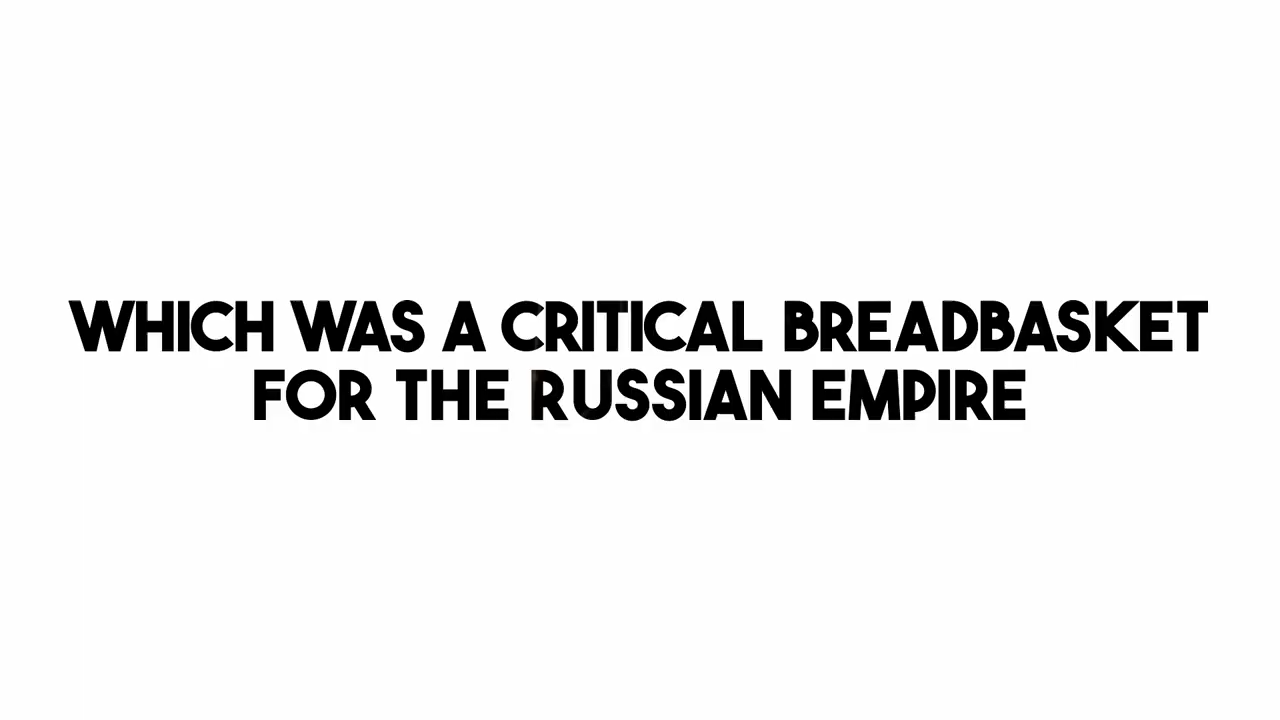 WHICH WAS A CRITICAL BREADBASKET
FOR THE RUSSIAN EMPIRE